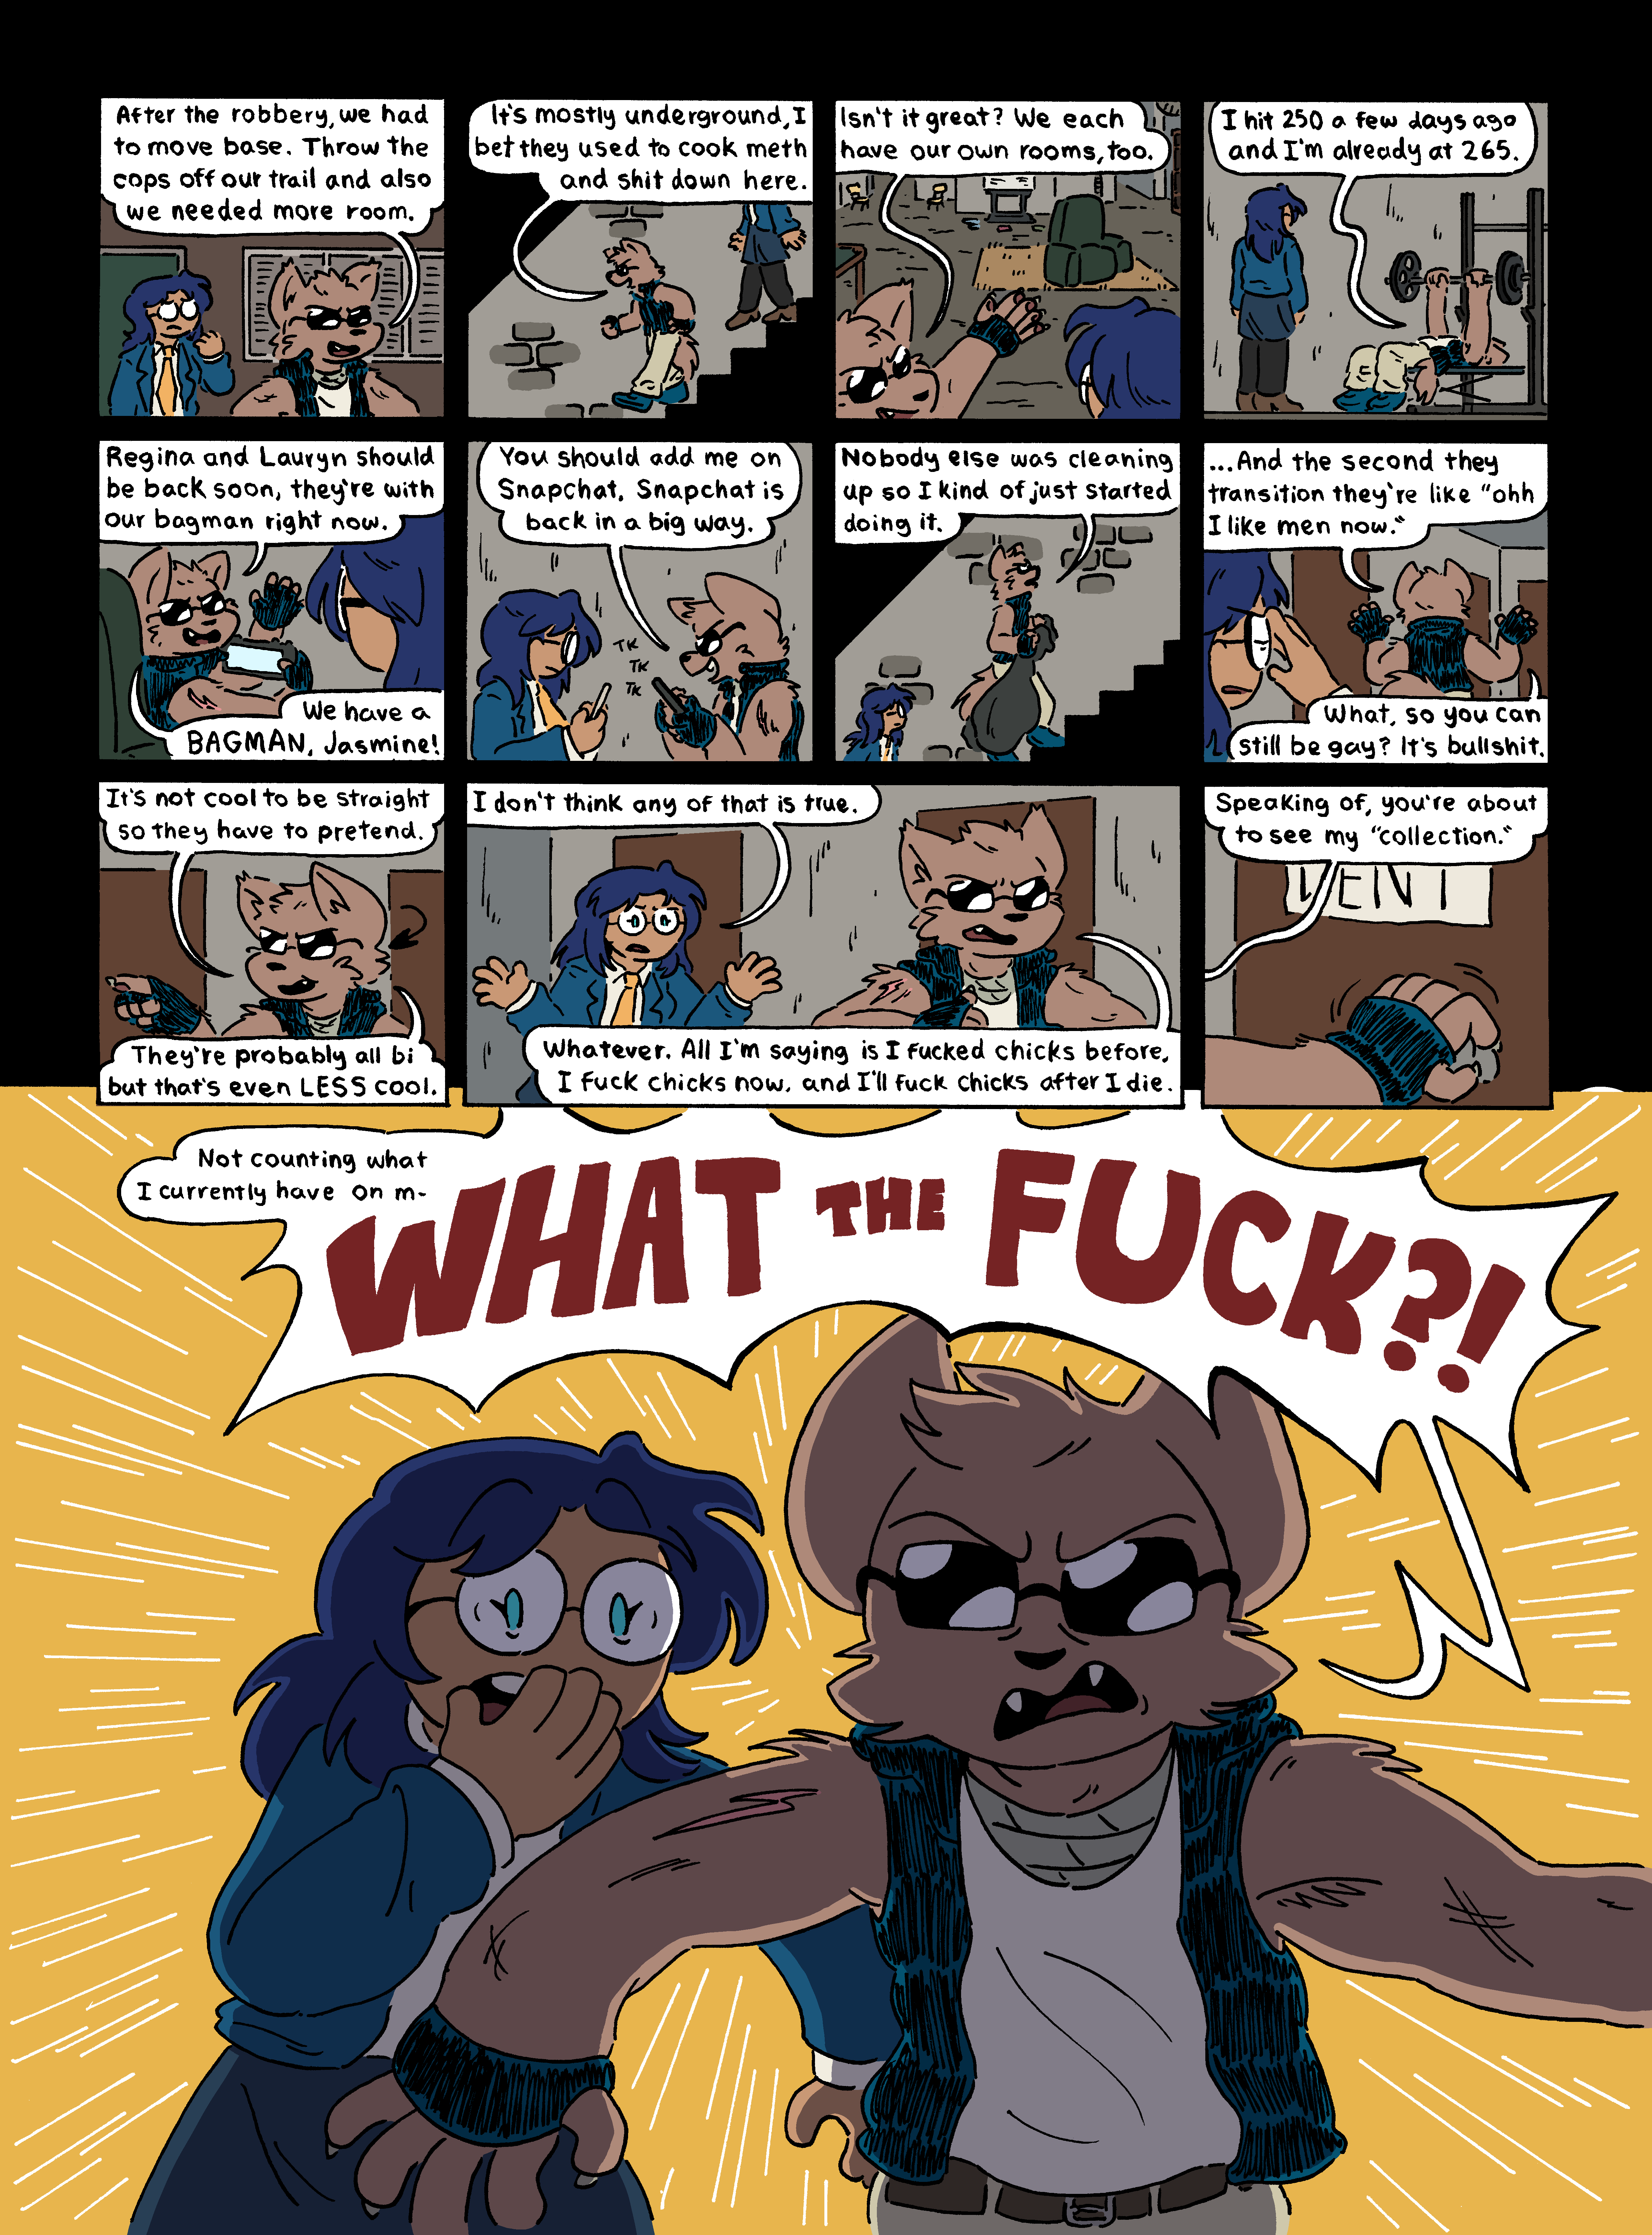 After the robbery, we had
to move base. Throw the
cops off our trail and also
we needed more room.
It's mostly underground, I
bet they used to cook meth
and shit down here.
Isn't it great? We each
have our own rooms, too.
I hit 250 a few days ago
and I'm already at 265.
Regina and Lauryn should
be back soon, they're with
our bagman right now.
We have a
BAGMAN, Jasmine!
You should add me on
Snapchat. Snapchat is
back in a big way.
TK
TK
TK
Nobody else was cleaning
up so I kind of just started
doing it.
...And the second they
transition they're like "ohh
I like men now."
What, so you can
still be gay? It's bullshit.
It's not cool to be straight
so they have to pretend.
They're probably all bi
but that's even LESS cool.
I don't think any of that is true.
Whatever. All I'm saying is I fucked chicks before,
I fuck chicks now, and I'll fuck chicks after I die.
Speaking of, you're about
to see my "collection."
VENT
Not counting what
I currently have on m-
WHAT THE FUCK?!